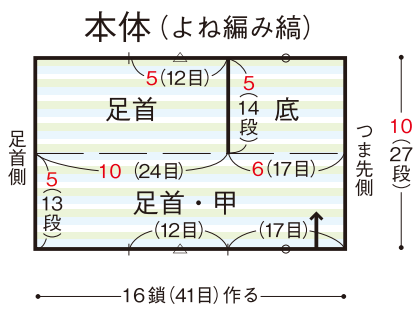 本体（よね編み縞）
5（12目）
足首
5（14段）
底
足首側
10（24目）
6（17目）
つま先側
10（27段）
5（13段）
足首・甲
（12目）
（17目）
16鎖（41目）作る